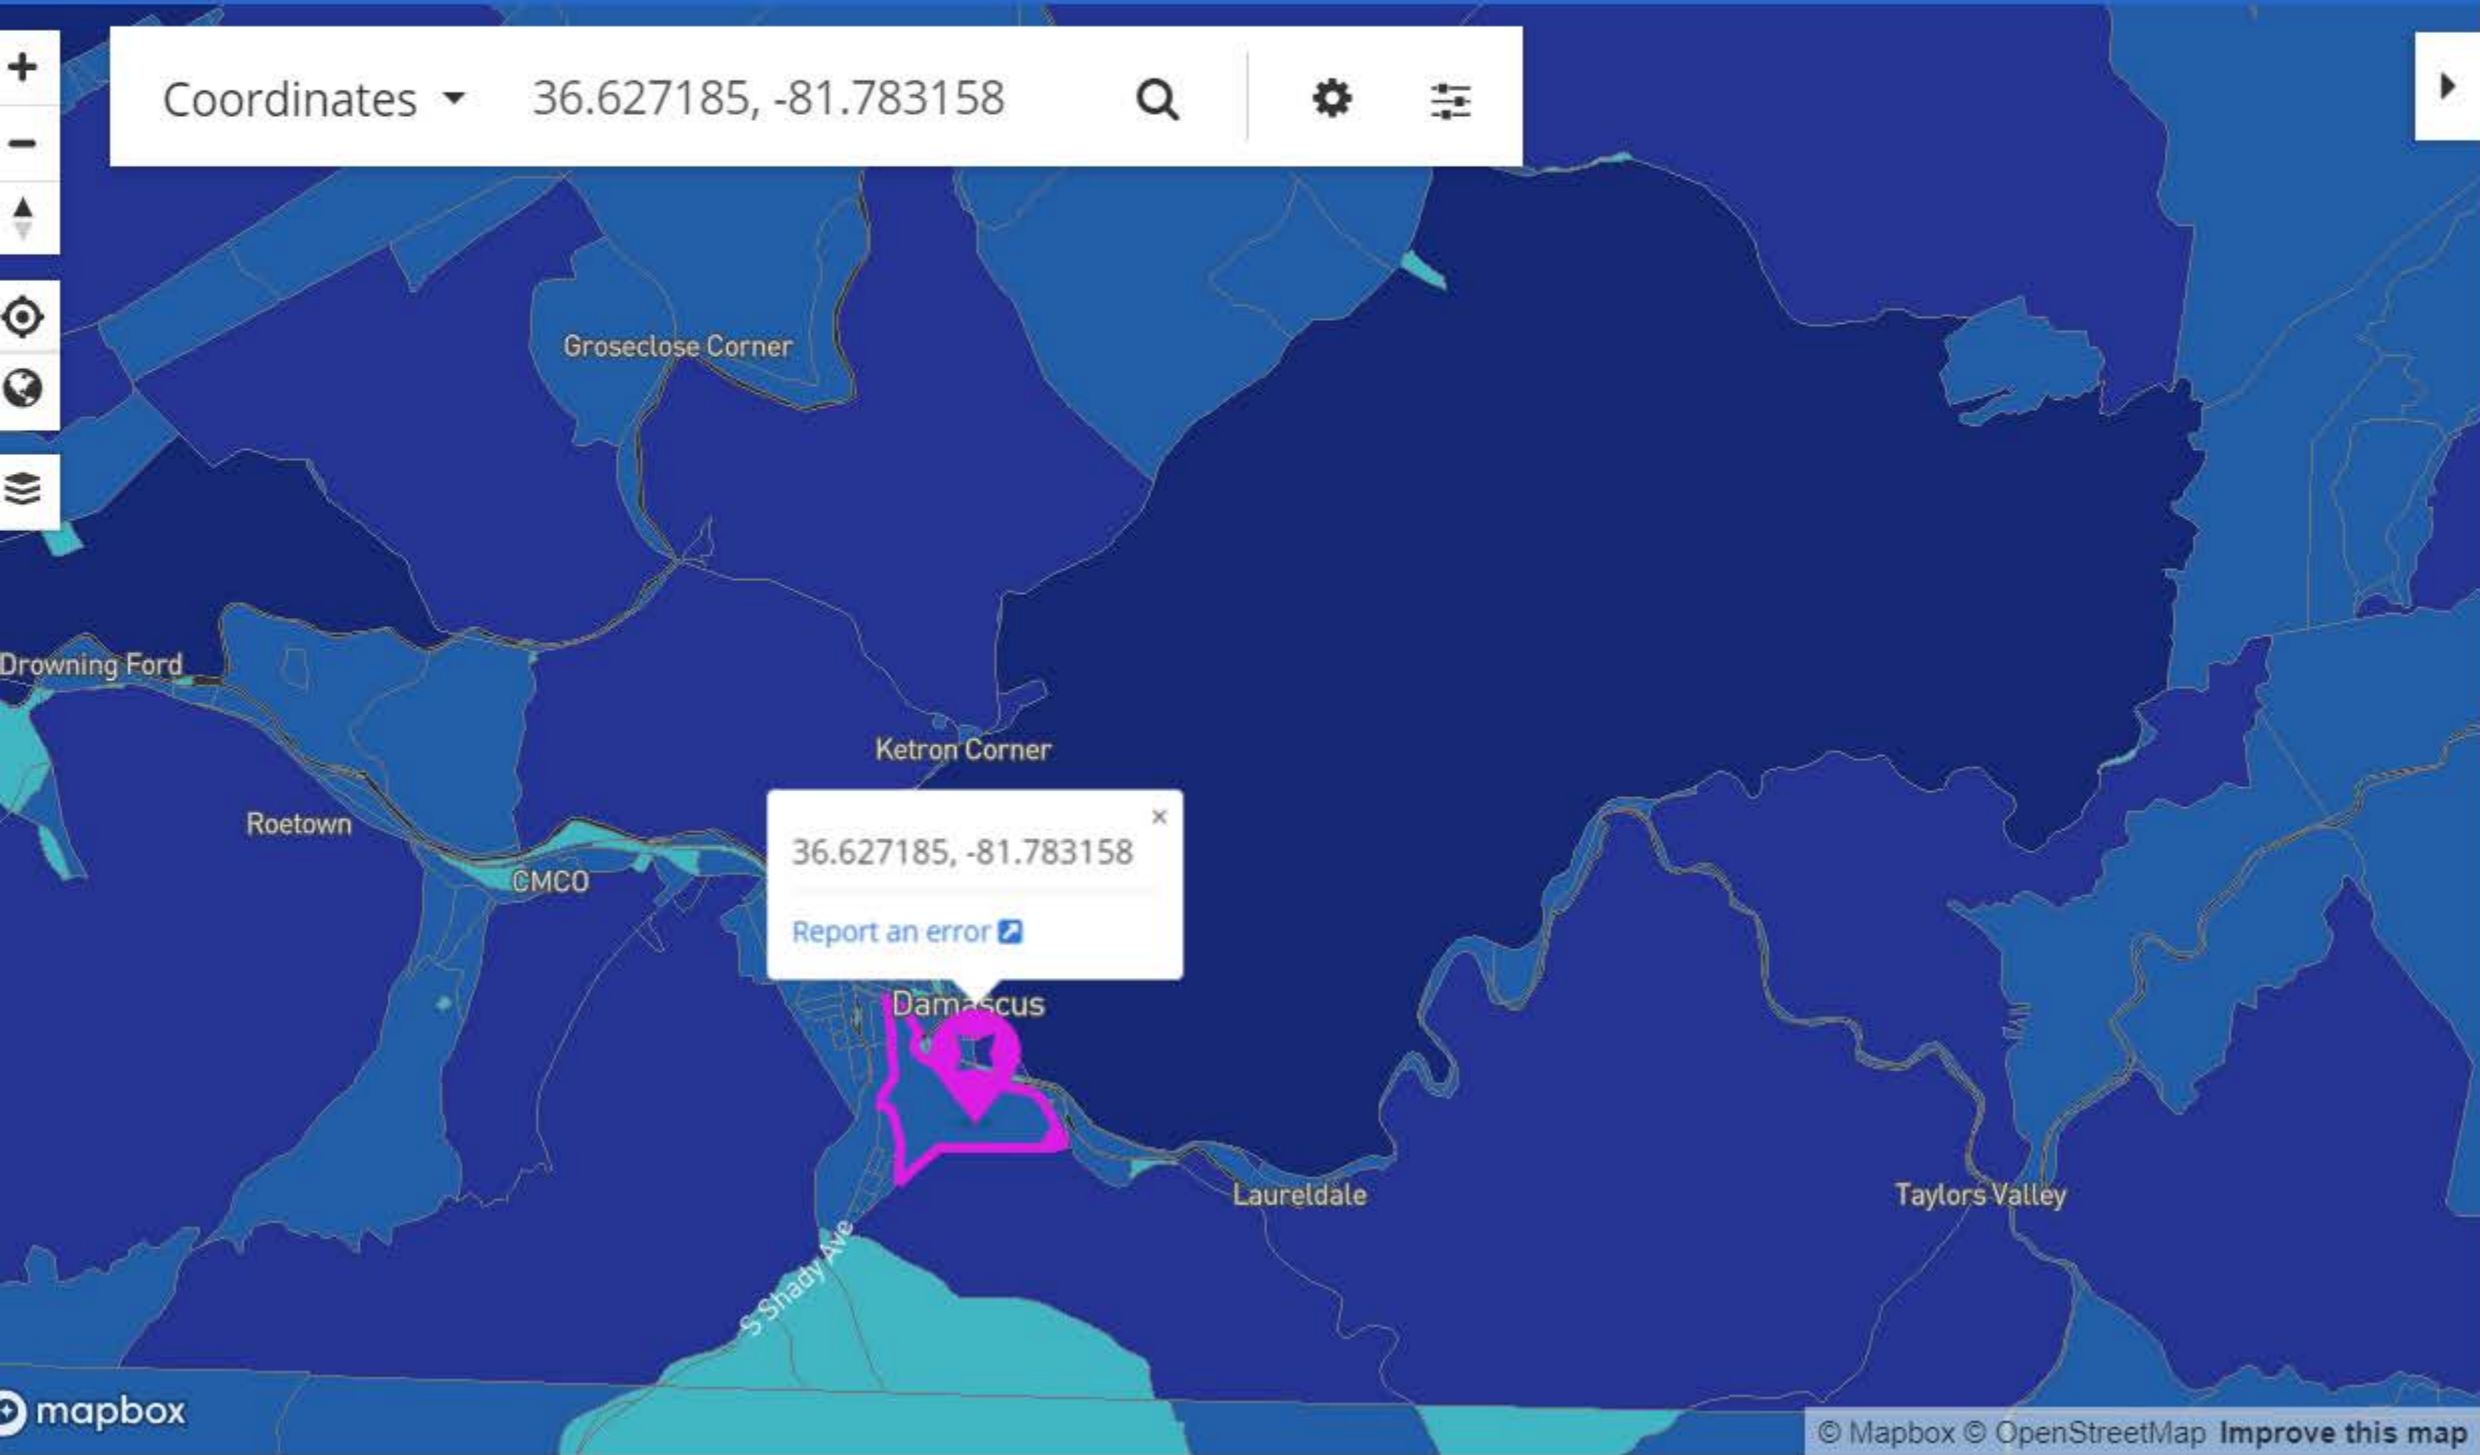 Coordinates 36.627185, -81.783158
Groseclose Corner
Drowning Ford
Ketron Corner
Roetown
36.627185, -81.783158
×
CMCO
Report an error
Damascus
Laureldale
Taylors Valley
S Shady Ave
mapbox
© Mapbox © OpenStreetMap Improve this map